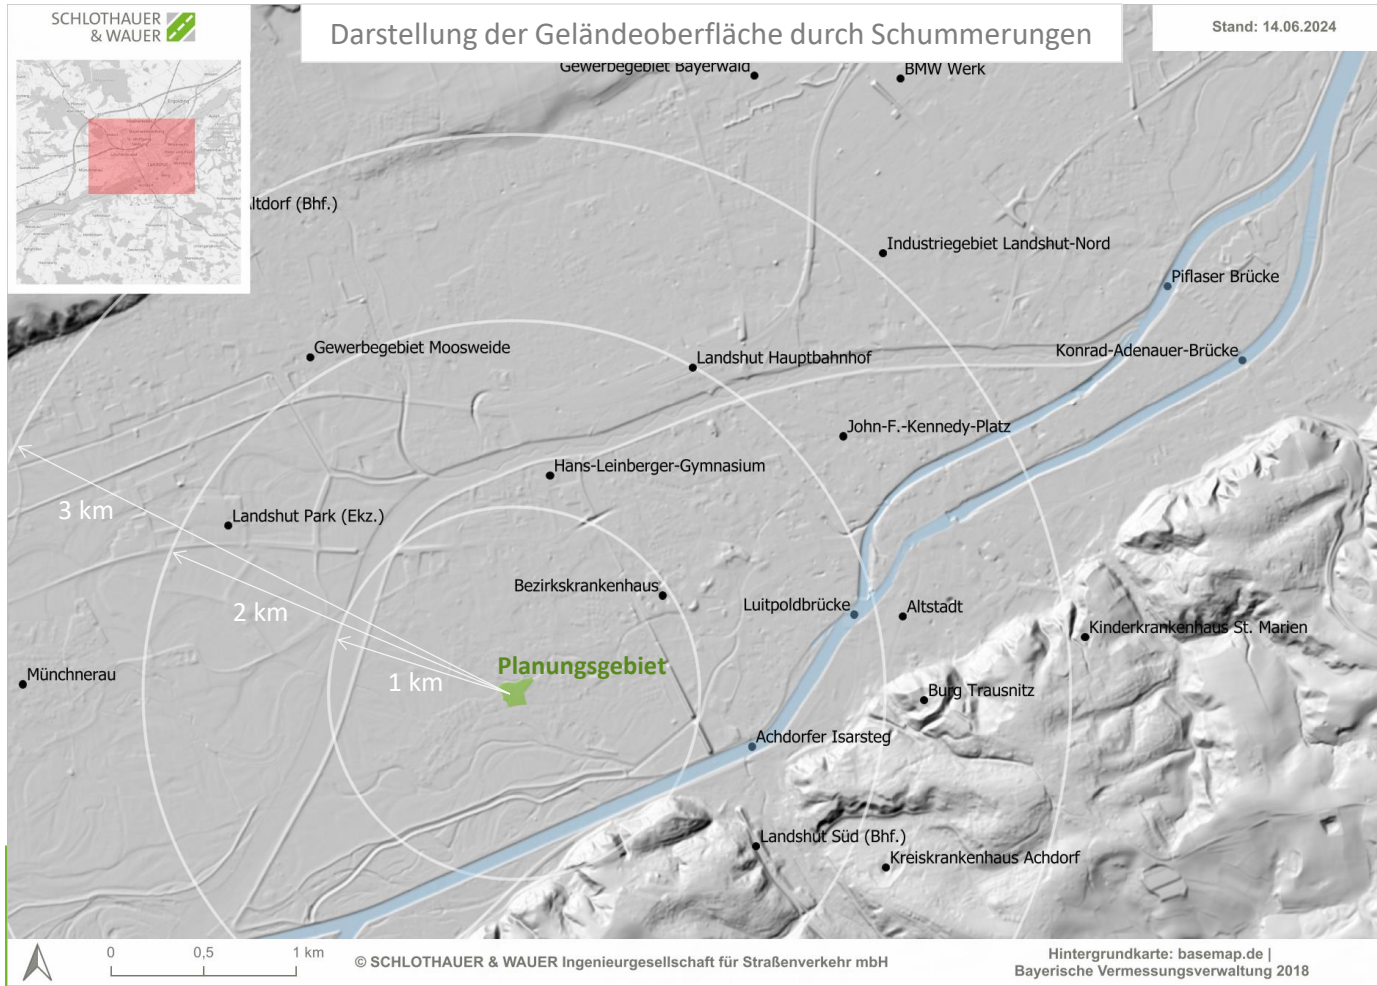 SCHLOTHAUER
& WAUER
Darstellung der Geländeoberfläche durch Schummerungen
Stand: 14.06.2024
Gewerbegebiet Bayerwald
BMW Werk
ltdorf (Bhf.)
Industriegebiet Landshut-Nord
Piflaser Brücke
Gewerbegebiet Moosweide
Landshut Hauptbahnhof
Konrad-Adenauer-Brücke
John-F.-Kennedy-Platz
Hans-Leinberger-Gymnasium
3 km
Landshut Park (Ekz.)
Bezirkskrankenhaus
2 km
Luitpoldbrücke
Altstadt
Kinderkrankenhaus St. Marien
Münchnerau
Planungsgebiet
1 km
Burg Trausnitz
Achdorfer Isarsteg
Landshut Süd (Bhf.)
Kreiskrankenhaus Achdorf
0 0,5 1 km
© SCHLOTHAUER & WAUER Ingenieurgesellschaft für Straßenverkehr mbH
Hintergrundkarte: basemap.de |
Bayerische Vermessungsverwaltung 2018